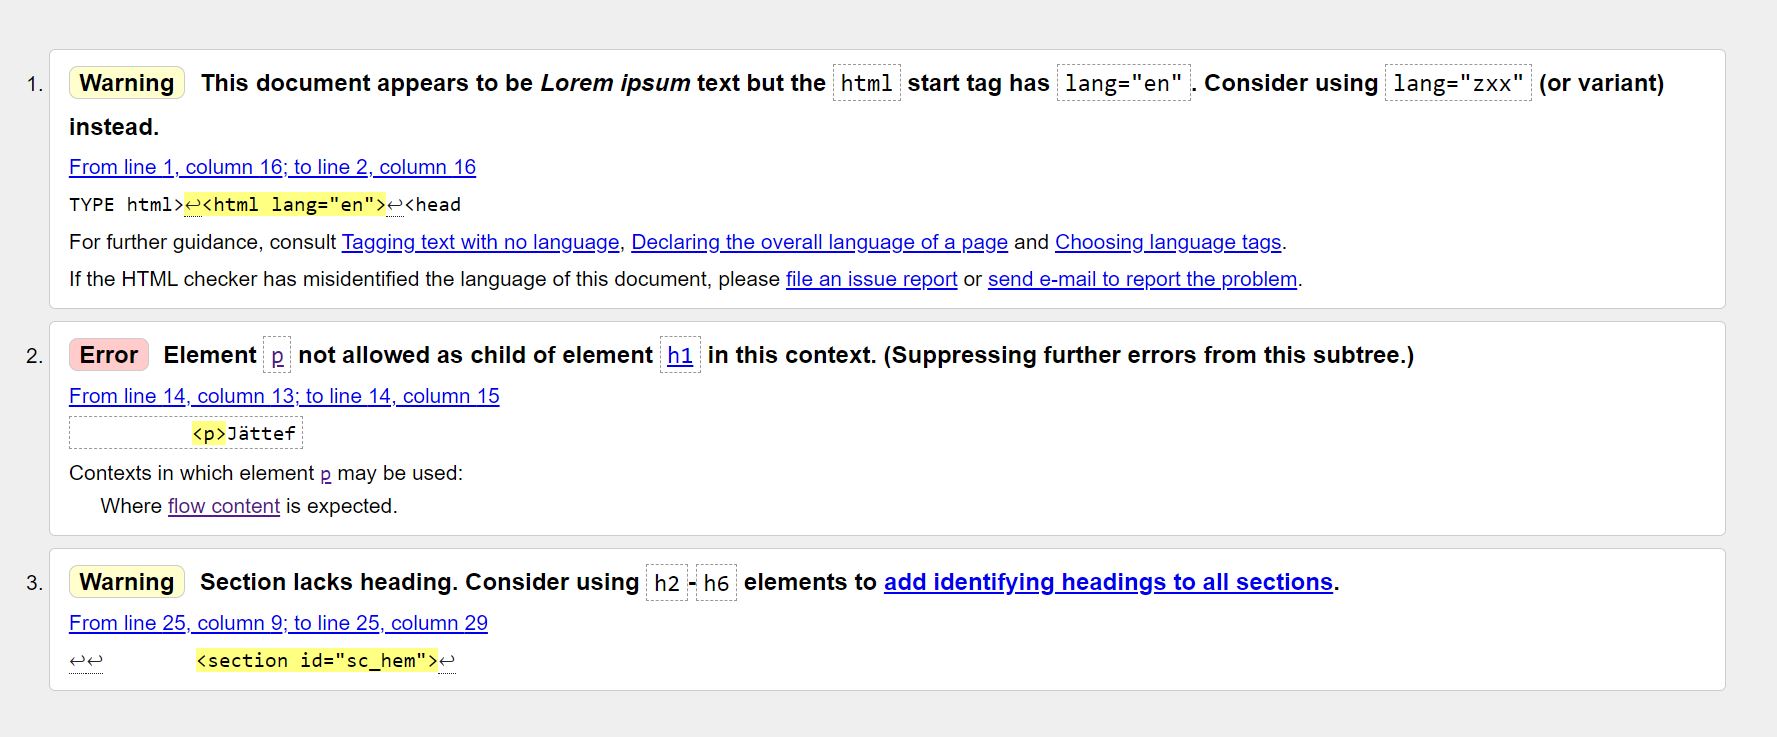 1. Warning This document appears to be Lorem ipsum text but the html start tag has lang="en". Consider using lang="zxx" (or variant)
instead.
From line 1, column 16; to line 2, column 16
TYPE html>↩<html lang="en">↩<head
For further guidance, consult Tagging text with no language, Declaring the overall language of a page and Choosing language tags.
If the HTML checker has misidentified the language of this document, please file an issue report or send e-mail to report the problem.
2. Error Element p not allowed as child of element h1 in this context. (Suppressing further errors from this subtree.)
From line 14, column 13; to line 14, column 15
<p>Jättef
Contexts in which element p may be used:
Where flow content is expected.
3. Warning Section lacks heading. Consider using h2-h6 elements to add identifying headings to all sections.
From line 25, column 9; to line 25, column 29
↩↩ <section id="sc_hem">↩